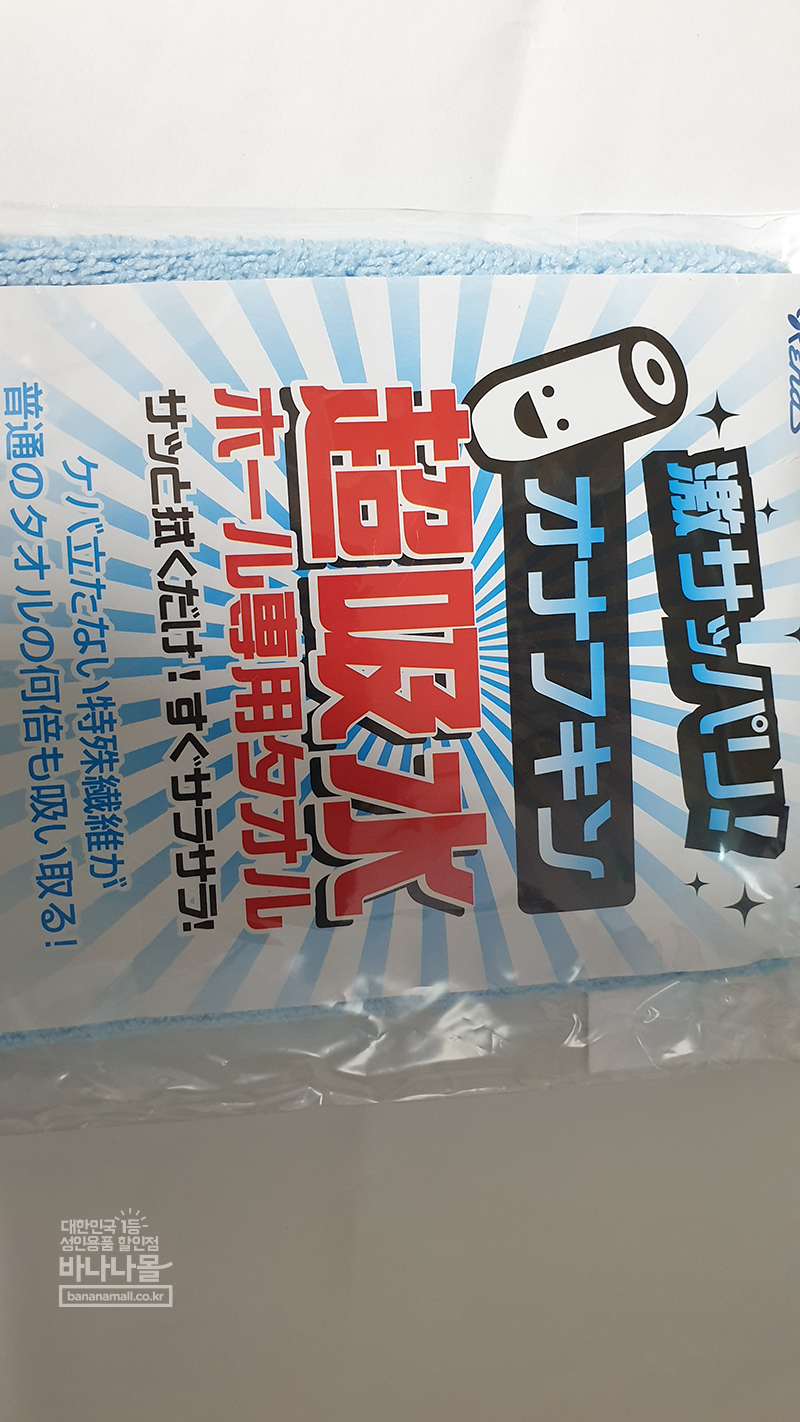 激サッパリ!
オナフキン
超吸水
ホール専用タオル
サッと拭くだけ!すぐサラサラ!
ケバ立たない特殊繊維が
普通のタオルの何倍も吸い取る!
대한민국 1등
성인용품 할인점
바나나몰
bananamall.co.kr